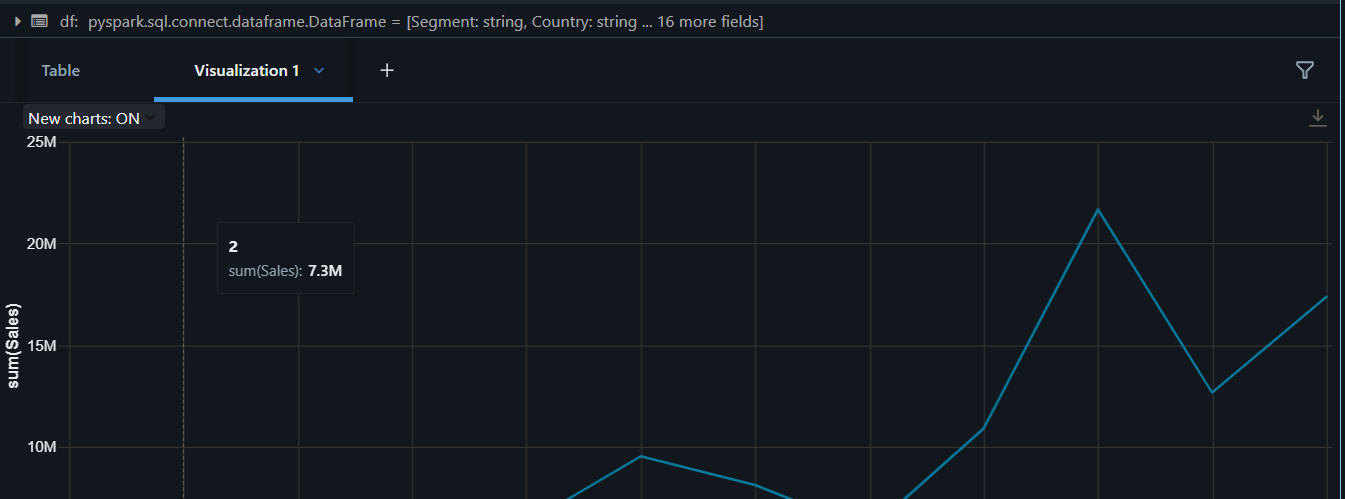 df: pyspark.sql.connect.dataframe.DataFrame = [Segment: string, Country: string ... 16 more fields]
Table Visualization 1 +
New charts: ON
25M
20M
15M
10M
sum(Sales)
2
sum(Sales): 7.3M